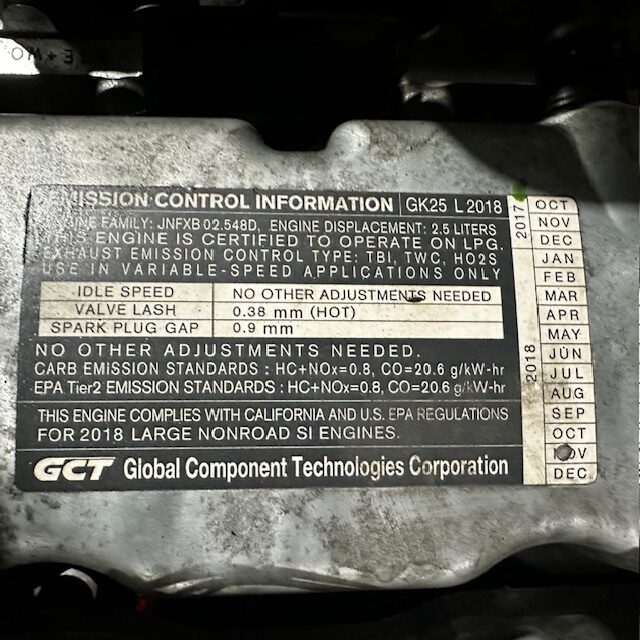 EMISSION CONTROL INFORMATION GK25 L 2018
ENGINE FAMILY: JNFXB 02.548D, ENGINE DISPLACEMENT: 2.5 LITERS
THIS ENGINE IS CERTIFIED TO OPERATE ON LPG.
EXHAUST EMISSION CONTROL TYPE: TBI, TWC, HO2S
USE IN VARIABLE-SPEED APPLICATIONS ONLY
IDLE SPEED NO OTHER ADJUSTMENTS NEEDED
VALVE LASH 0.38 mm (HOT)
SPARK PLUG GAP 0.9 mm
NO OTHER ADJUSTMENTS NEEDED.
CARB EMISSION STANDARDS : HC+NOx=0.8, CO=20.6 g/kW-hr
EPA Tier2 EMISSION STANDARDS : HC+NOx=0.8, CO=20.6 g/kW-hr
THIS ENGINE COMPLIES WITH CALIFORNIA AND U.S. EPA REGULATIONS
FOR 2018 LARGE NONROAD SI ENGINES.
GCT Global Component Technologies Corporation
2017
OCT
NOV
DEC
2018
JAN
FEB
MAR
APR
MAY
JUN
JUL
AUG
SEP
OCT
NOV
DEC